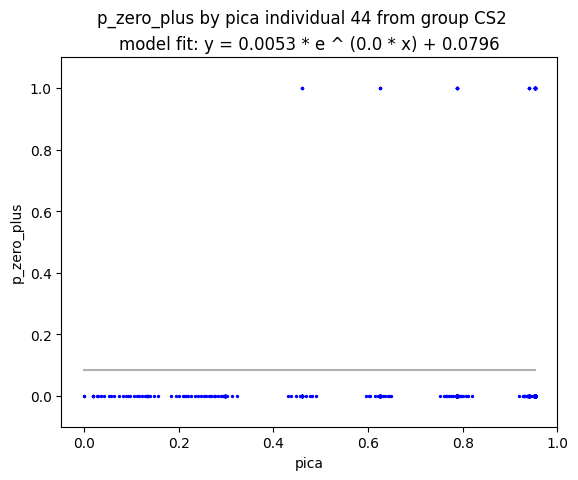 p_zero_plus by pica individual 44 from group CS2
model fit: y = 0.0053 * e ^ (0.0 * x) + 0.0796
1.0
0.8
0.6
0.4
0.2
0.0
p_zero_plus
0.0 0.2 0.4 0.6 0.8 1.0
pica